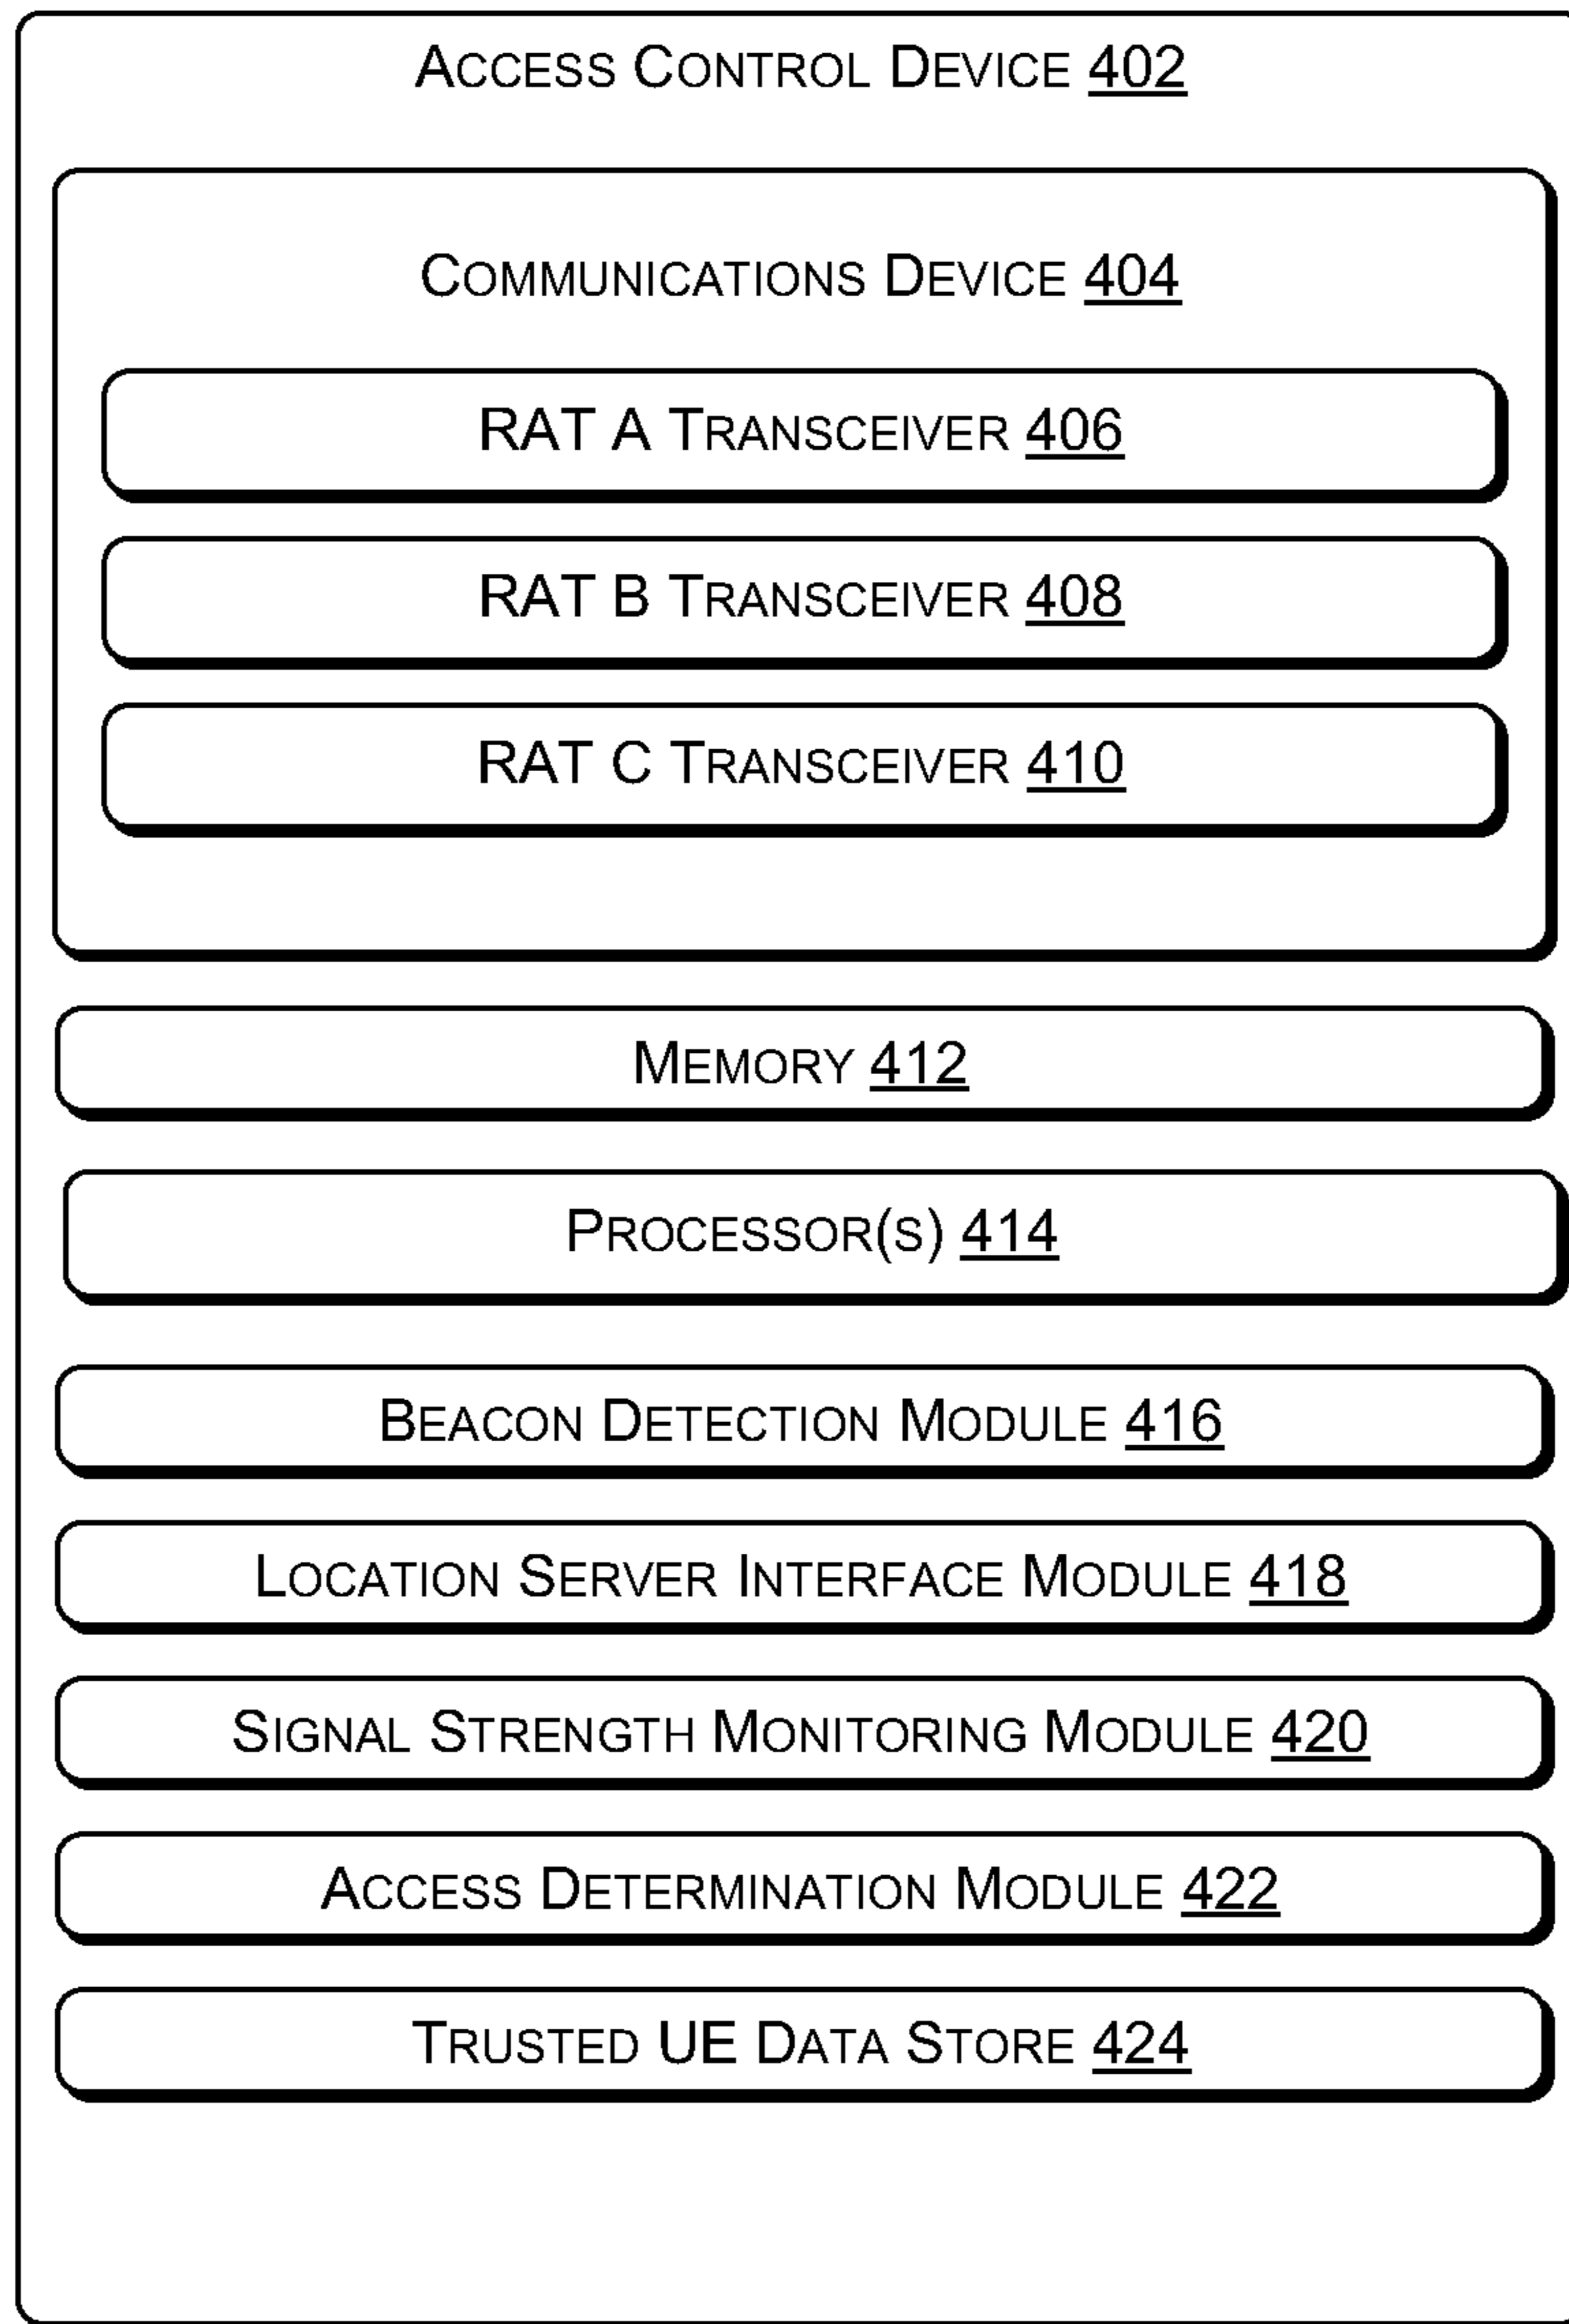 ACCESS CONTROL DEVICE 402
COMMUNICATIONS DEVICE 404
RAT A TRANSCEIVER 406
RAT B TRANSCEIVER 408
RAT C TRANSCEIVER 410
MEMORY 412
PROCESSOR(S) 414
BEACON DETECTION MODULE 416
LOCATION SERVER INTERFACE MODULE 418
SIGNAL STRENGTH MONITORING MODULE 420
ACCESS DETERMINATION MODULE 422
TRUSTED UE DATA STORE 424